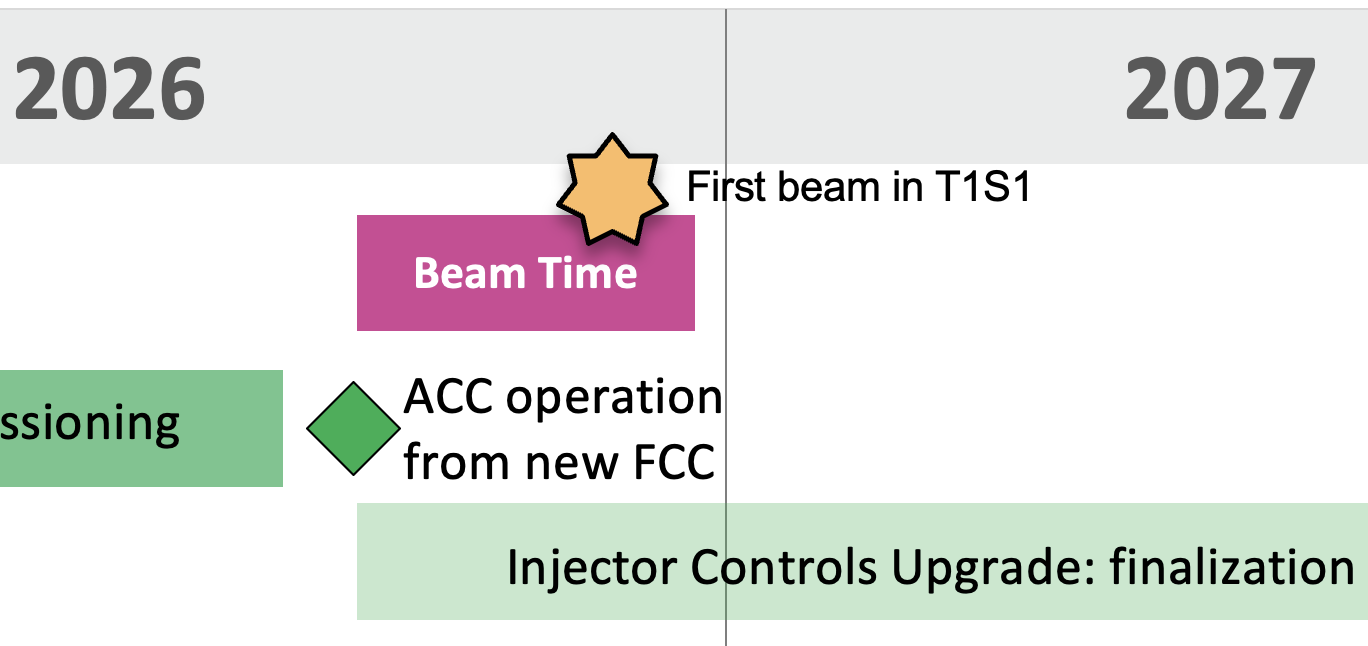 2026
2027
First beam in T1S1
Beam Time
ACC operation
from new FCC
ssioning
Injector Controls Upgrade: finalization